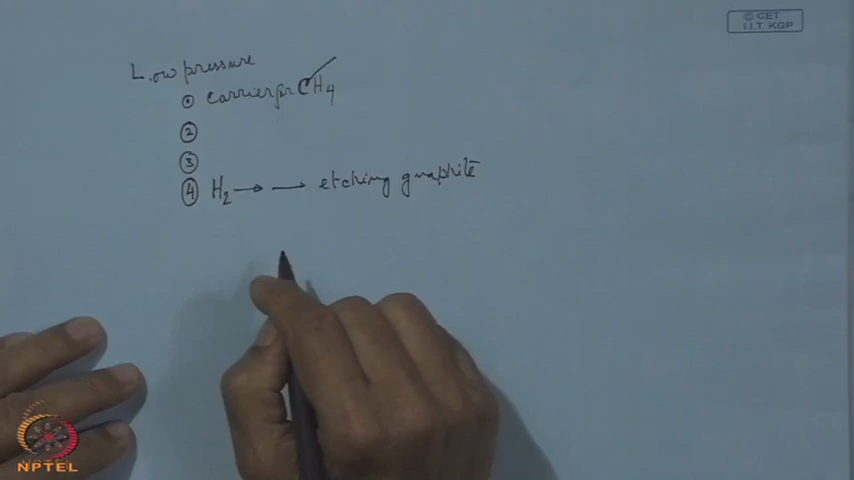 © CET
I.I.T. KGP
Low pressure
① carrier for CH4
②
③
④ H2 → → etching graphite
NPTEL